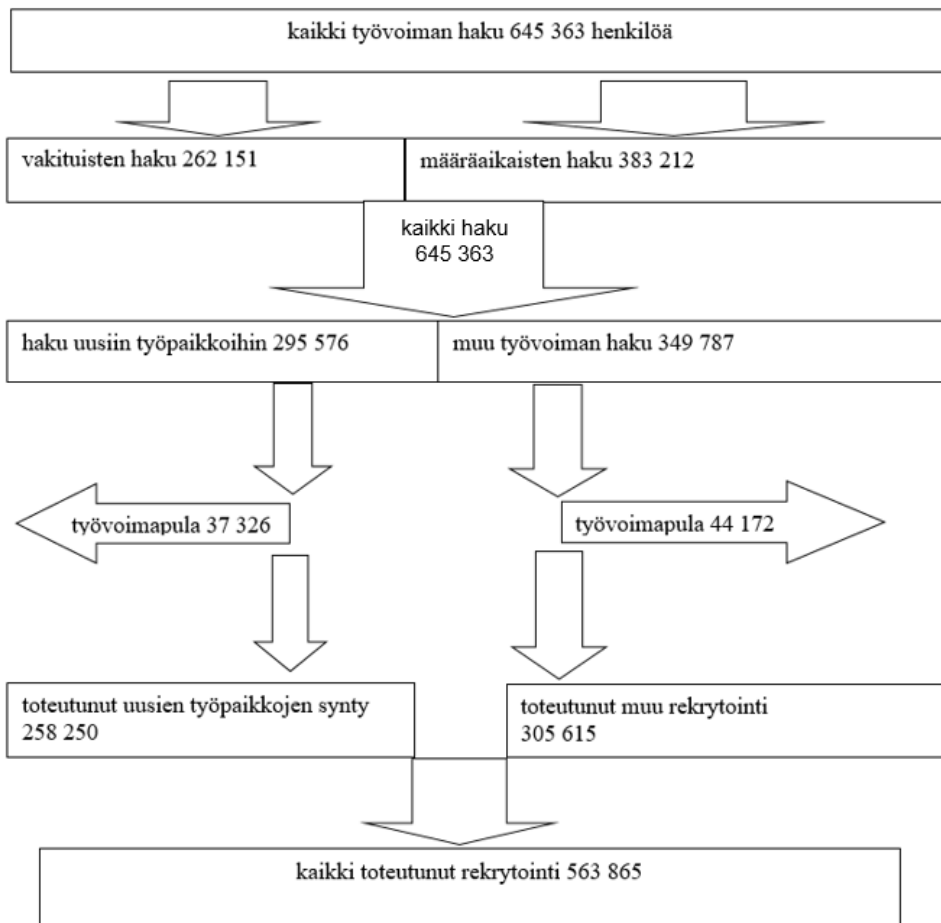 kaikki työvoiman haku 645 363 henkilöä
vakituisten haku 262 151
määräaikaisten haku 383 212
kaikki haku
645 363
haku uusiin työpaikkoihin 295 576
muu työvoiman haku 349 787
työvoimapula 37 326
työvoimapula 44 172
toteutunut uusien työpaikkojen synty
258 250
toteutunut muu rekrytointi
305 615
kaikki toteutunut rekrytointi 563 865